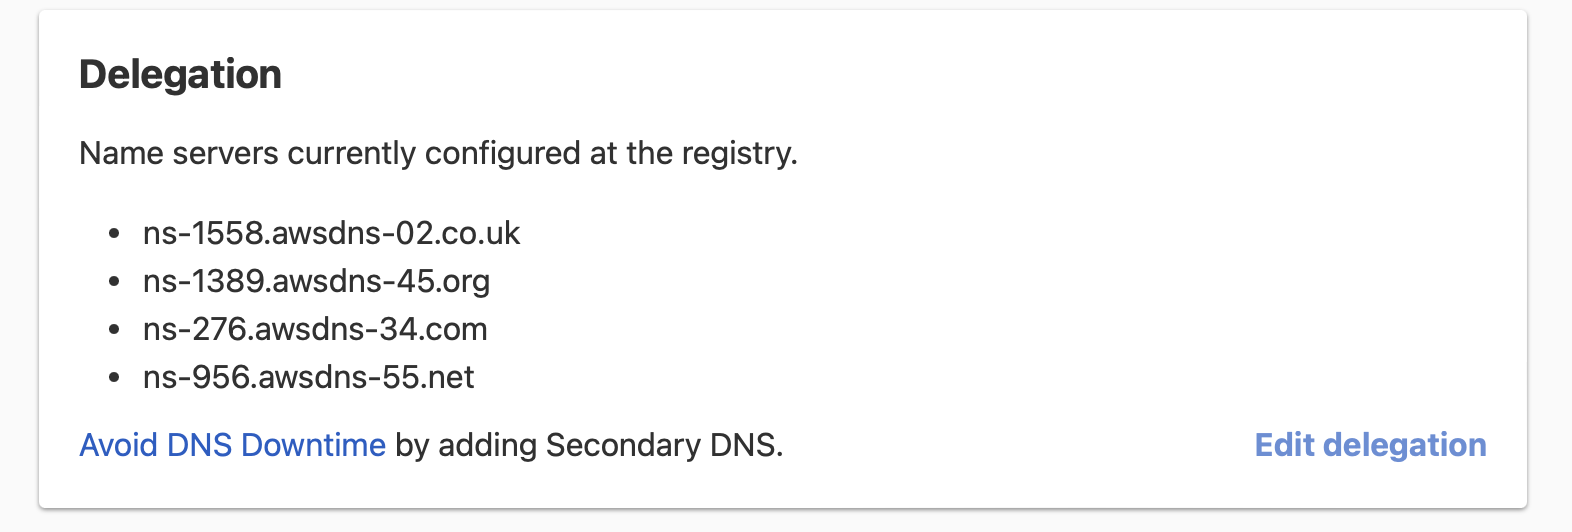 Delegation
Name servers currently configured at the registry.
• ns-1558.awsdns-02.co.uk
• ns-1389.awsdns-45.org
• ns-276.awsdns-34.com
• ns-956.awsdns-55.net
Avoid DNS Downtime by adding Secondary DNS. Edit delegation